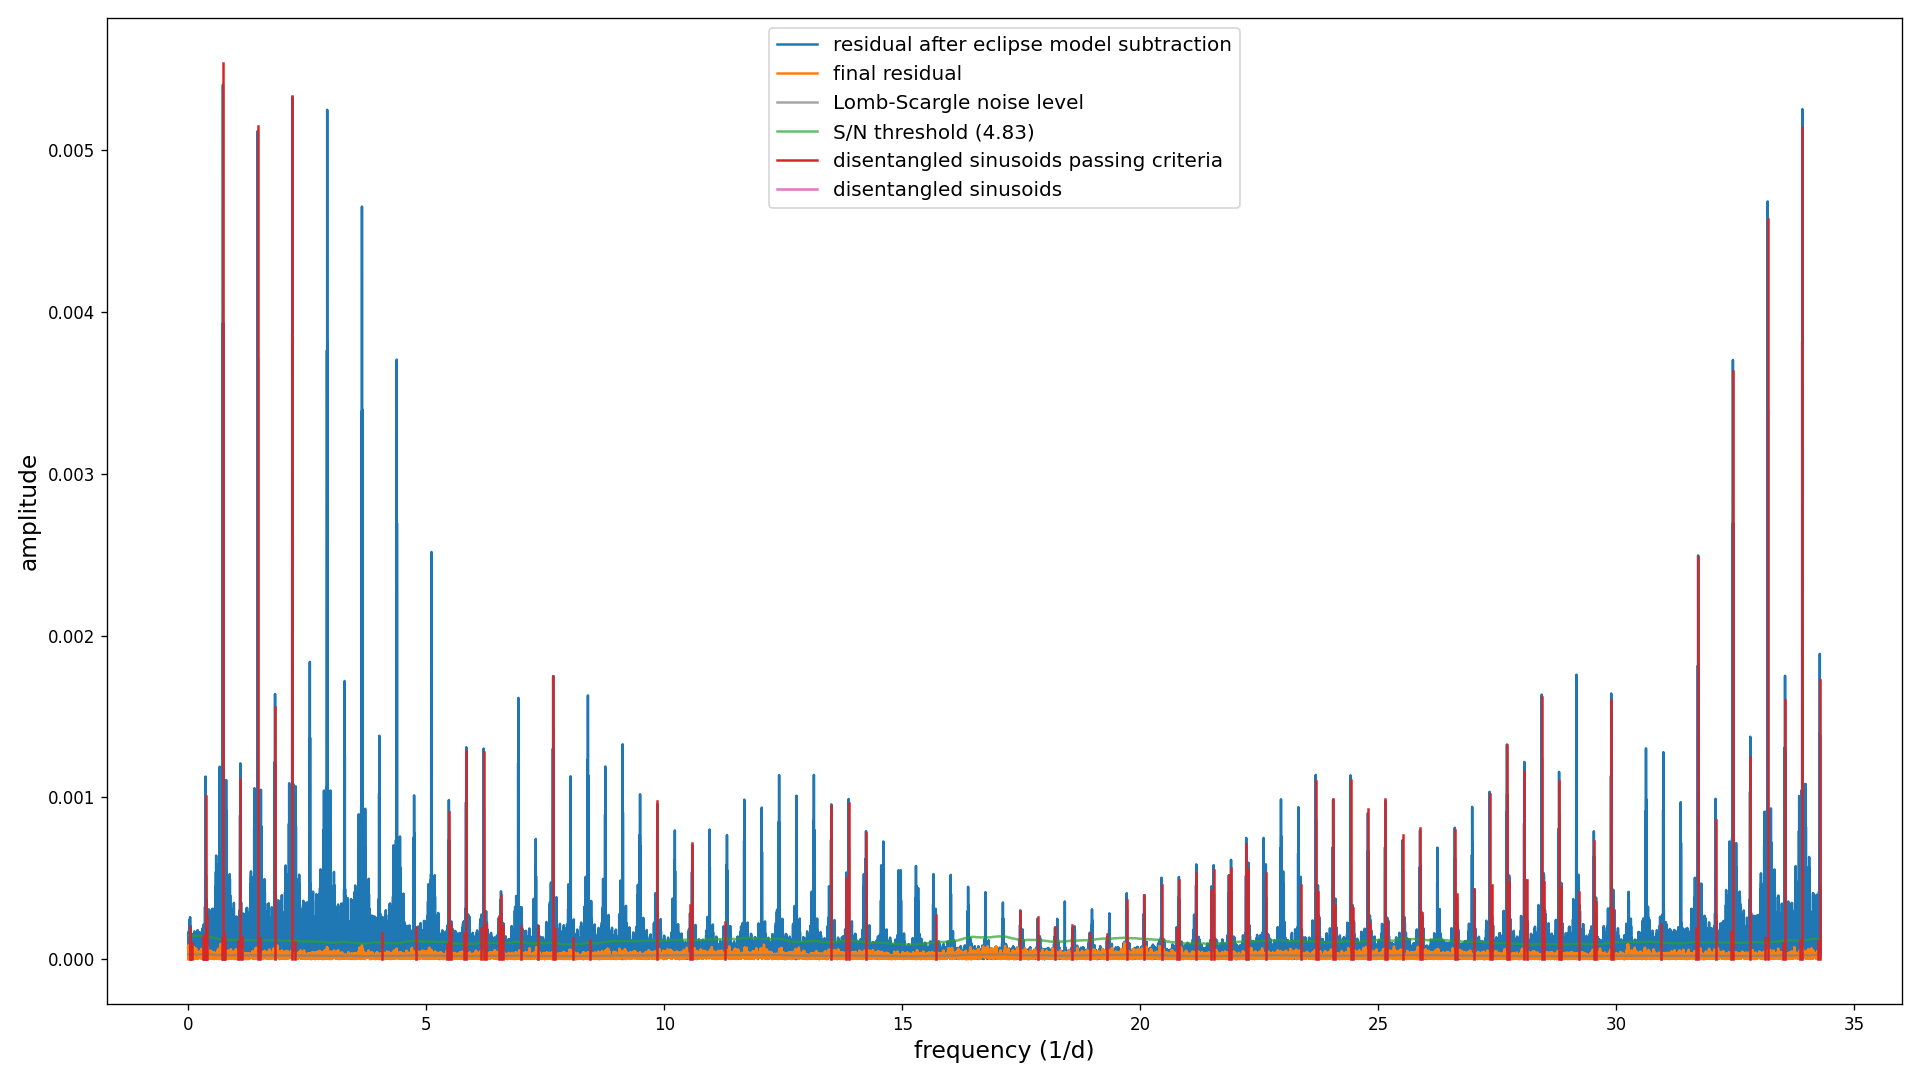 residual after eclipse model subtraction
final residual
Lomb-Scargle noise level
S/N threshold (4.83)
disentangled sinusoids passing criteria
disentangled sinusoids
amplitude
0.005
0.004
0.003
0.002
0.001
0.000
0 5 10 15 20 25 30 35
frequency (1/d)